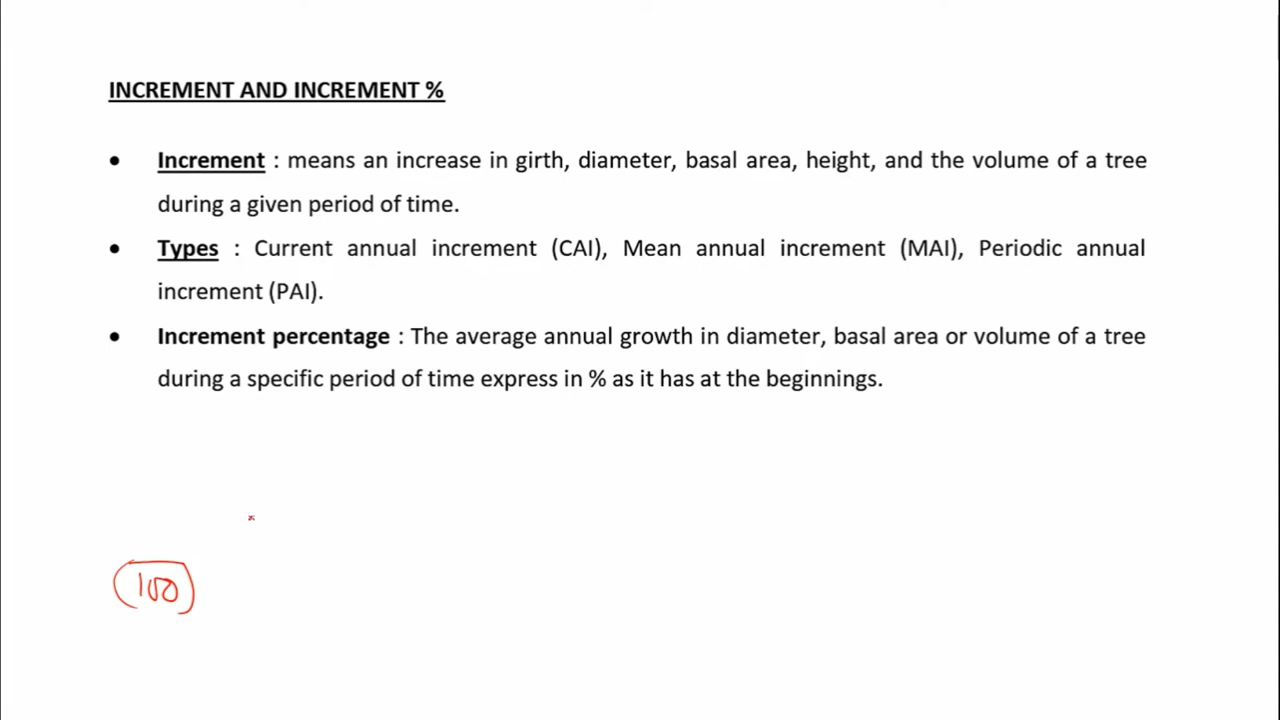 INCREMENT AND INCREMENT %
• Increment : means an increase in girth, diameter, basal area, height, and the volume of a tree
during a given period of time.
• Types : Current annual increment (CAI), Mean annual increment (MAI), Periodic annual
increment (PAI).
• Increment percentage : The average annual growth in diameter, basal area or volume of a tree
during a specific period of time express in % as it has at the beginnings.
100